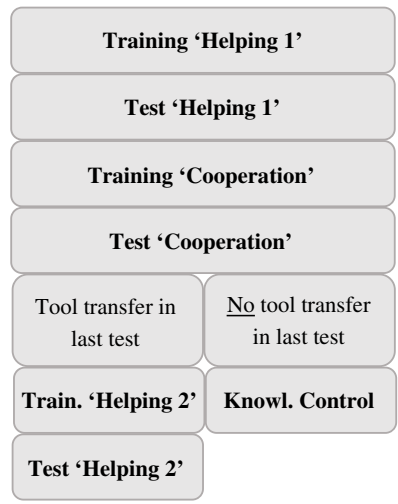 Training ‘Helping 1’
Test ‘Helping 1’
Training ‘Cooperation’
Test ‘Cooperation’
Tool transfer in
last test
No tool transfer
in last test
Train. ‘Helping 2’
Knowl. Control
Test ‘Helping 2’